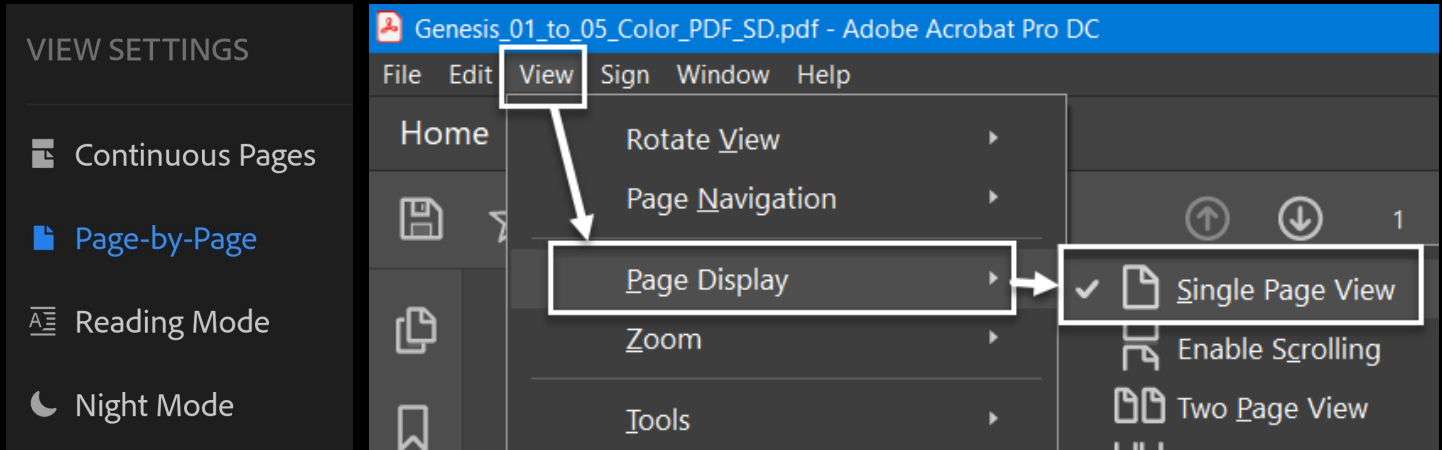 VIEW SETTINGS
Continuous Pages
Page-by-Page
Reading Mode
Night Mode
Genesis_01_to_05_Color_PDF_SD.pdf - Adobe Acrobat Pro DC
File Edit View Sign Window Help
Home
Rotate View
Page Navigation
1
Page Display
Single Page View
Zoom
Enable Scrolling
Two Page View
Tools